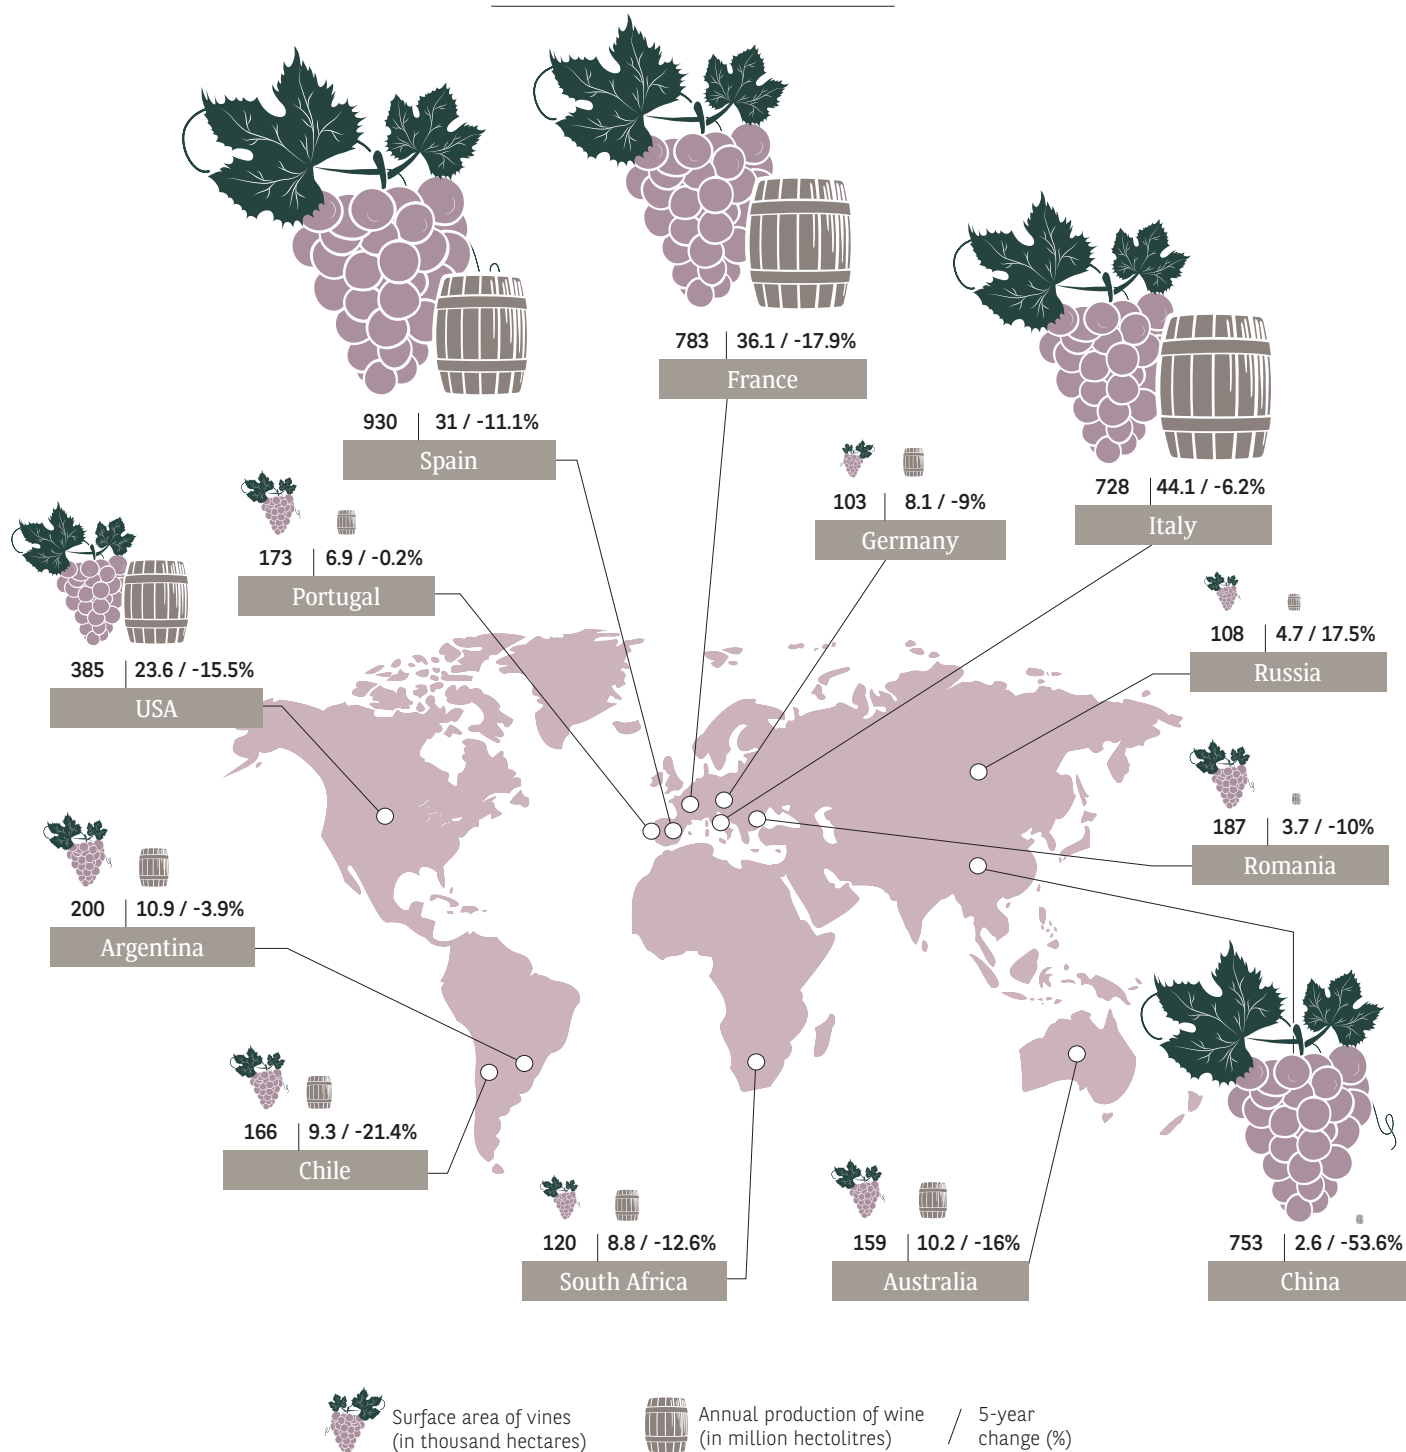 783 36.1 / -17.9%
France
930 31 / -11.1%
Spain
728 44.1 / -6.2%
Italy
103 8.1 / -9%
Germany
173 6.9 / -0.2%
Portugal
108 4.7 / 17.5%
Russia
385 23.6 / -15.5%
USA
187 3.7 / -10%
Romania
200 10.9 / -3.9%
Argentina
166 9.3 / -21.4%
Chile
120 8.8 / -12.6%
South Africa
159 10.2 / -16%
Australia
753 2.6 / -53.6%
China
Surface area of vines
(in thousand hectares)
Annual production of wine
(in million hectolitres)
/ 5-year
change (%)